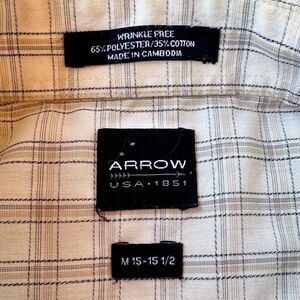 WRINKLE FREE
65% POLYESTER/35% COTTON
MADE IN CAMBODIA
ARROW
USA • 1851
M 15-15 1/2